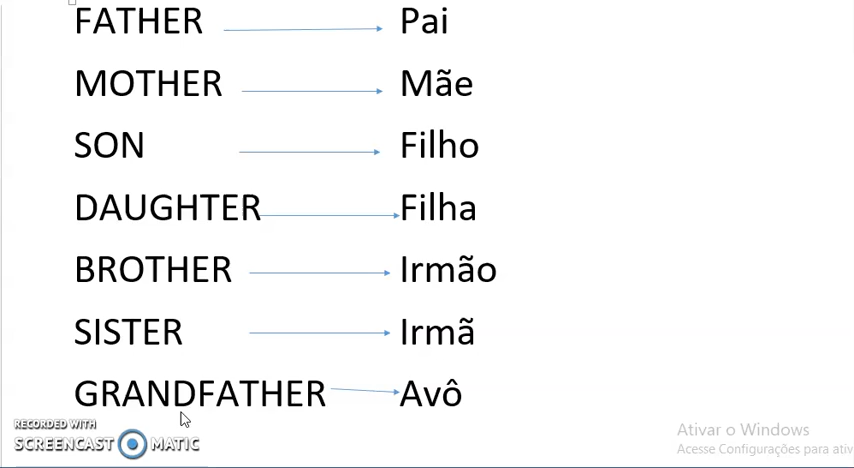 FATHER Pai
MOTHER Mãe
SON Filho
DAUGHTER Filha
BROTHER Irmão
SISTER Irmã
GRANDFATHER Avô
RECORDED WITH
SCREENCAST MATIC
Ativar o Windows
Acesse Configurações para ativ